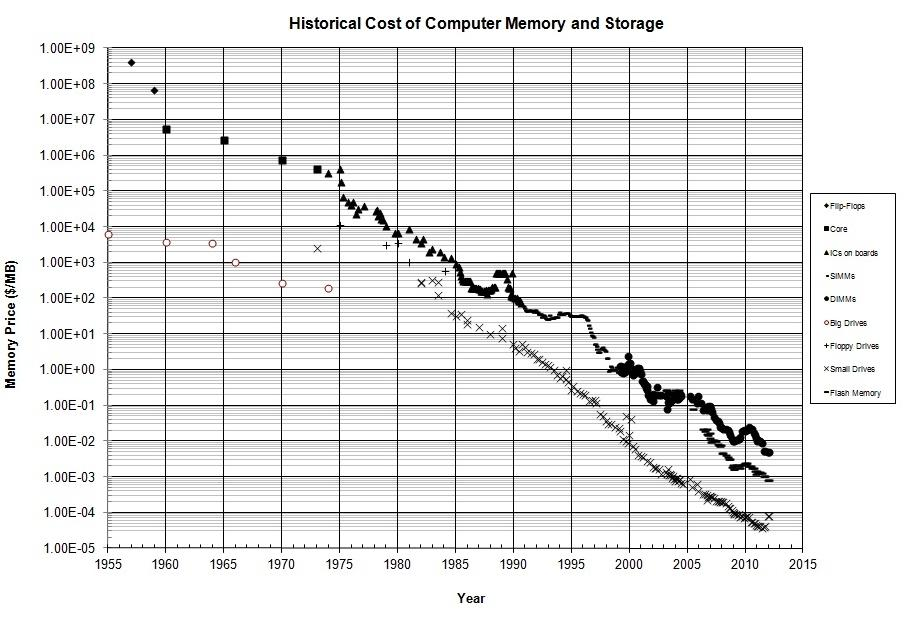 Historical Cost of Computer Memory and Storage
1.00E+09
1.00E+08
1.00E+07
1.00E+06
1.00E+05
1.00E+04
1.00E+03
1.00E+02
1.00E+01
1.00E+00
1.00E-01
1.00E-02
1.00E-03
1.00E-04
1.00E-05
Memory Price ($/MB)
1955 1960 1965 1970 1975 1980 1985 1990 1995 2000 2005 2010 2015
Year
Flip-Flops
Core
ICs on boards
SIMMs
DIMMs
Big Drives
Floppy Drives
Small Drives
Flash Memory